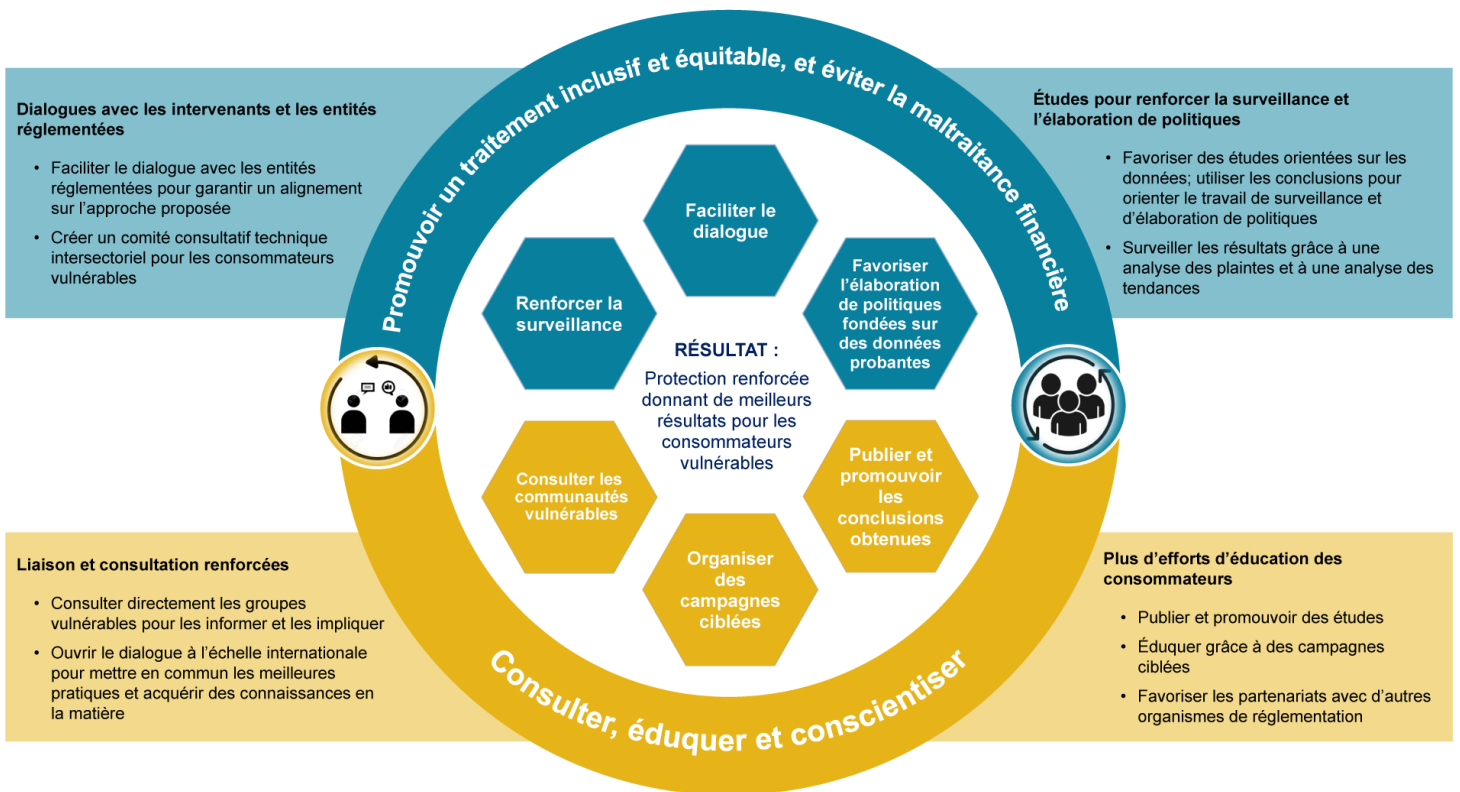 Promouvoir un traitement inclusif et équitable, et éviter la maltraitance financière
Dialogues avec les intervenants et les entités
réglementées
• Faciliter le dialogue avec les entités
réglementées pour garantir un alignement
sur l’approche proposée
• Créer un comité consultatif technique
intersectoriel pour les consommateurs
vulnérables
Études pour renforcer la surveillance et
l’élaboration de politiques
• Favoriser des études orientées sur les
données; utiliser les conclusions pour
orienter le travail de surveillance et
d’élaboration de politiques
• Surveiller les résultats grâce à une
analyse des plaintes et à une analyse des
tendances
Faciliter le
dialogue
Renforcer la
surveillance
Favoriser
l’élaboration
de politiques
fondées sur
des données
probantes
RÉSULTAT :
Protection renforcée
donnant de meilleurs
résultats pour les
consommateurs
vulnérables
Consulter les
communautés
vulnérables
Publier et
promouvoir
les
conclusions
obtenues
Organiser
des
campagnes
ciblées
Liaison et consultation renforcées
• Consulter directement les groupes
vulnérables pour les informer et les impliquer
• Ouvrir le dialogue à l’échelle internationale
pour mettre en commun les meilleures
pratiques et acquérir des connaissances en
la matière
Plus d’efforts d’éducation des
consommateurs
• Publier et promouvoir des études
• Éduquer grâce à des campagnes
ciblées
• Favoriser les partenariats avec d’autres
organismes de réglementation
Consulter, éduquer et conscientiser